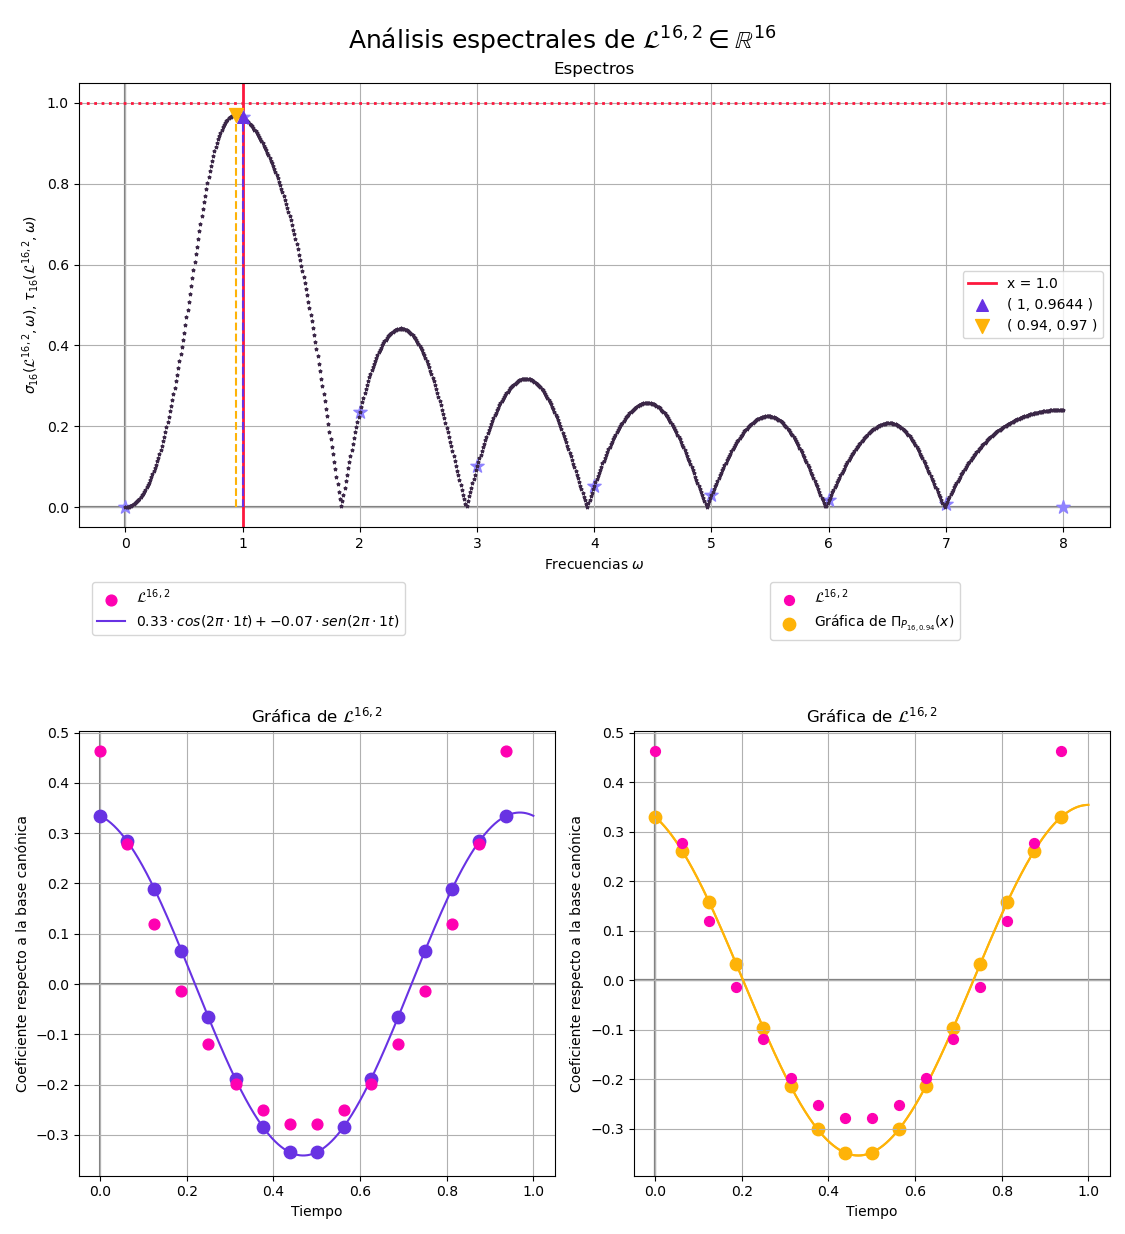 Análisis espectrales de 𝓛^{16,2} ∈ ℝ^{16}
Espectros
σ_{16}(𝓛^{16,2}, ω), τ_{16}(𝓛^{16,2}, ω)
1.0
0.8
0.6
0.4
0.2
0.0
x = 1.0
( 1, 0.9644 )
( 0.94, 0.97 )
0 1 2 3 4 5 6 7 8
Frecuencias ω
𝓛^{16,2}
0.33 · cos(2π · 1t) + −0.07 · sen(2π · 1t)
𝓛^{16,2}
Gráfica de Π_{P_{16,0.94}}(x)
Gráfica de 𝓛^{16,2}
Coeficiente respecto a la base canónica
0.5
0.4
0.3
0.2
0.1
0.0
−0.1
−0.2
−0.3
0.0 0.2 0.4 0.6 0.8 1.0
Tiempo
Gráfica de 𝓛^{16,2}
Coeficiente respecto a la base canónica
0.5
0.4
0.3
0.2
0.1
0.0
−0.1
−0.2
−0.3
0.0 0.2 0.4 0.6 0.8 1.0
Tiempo